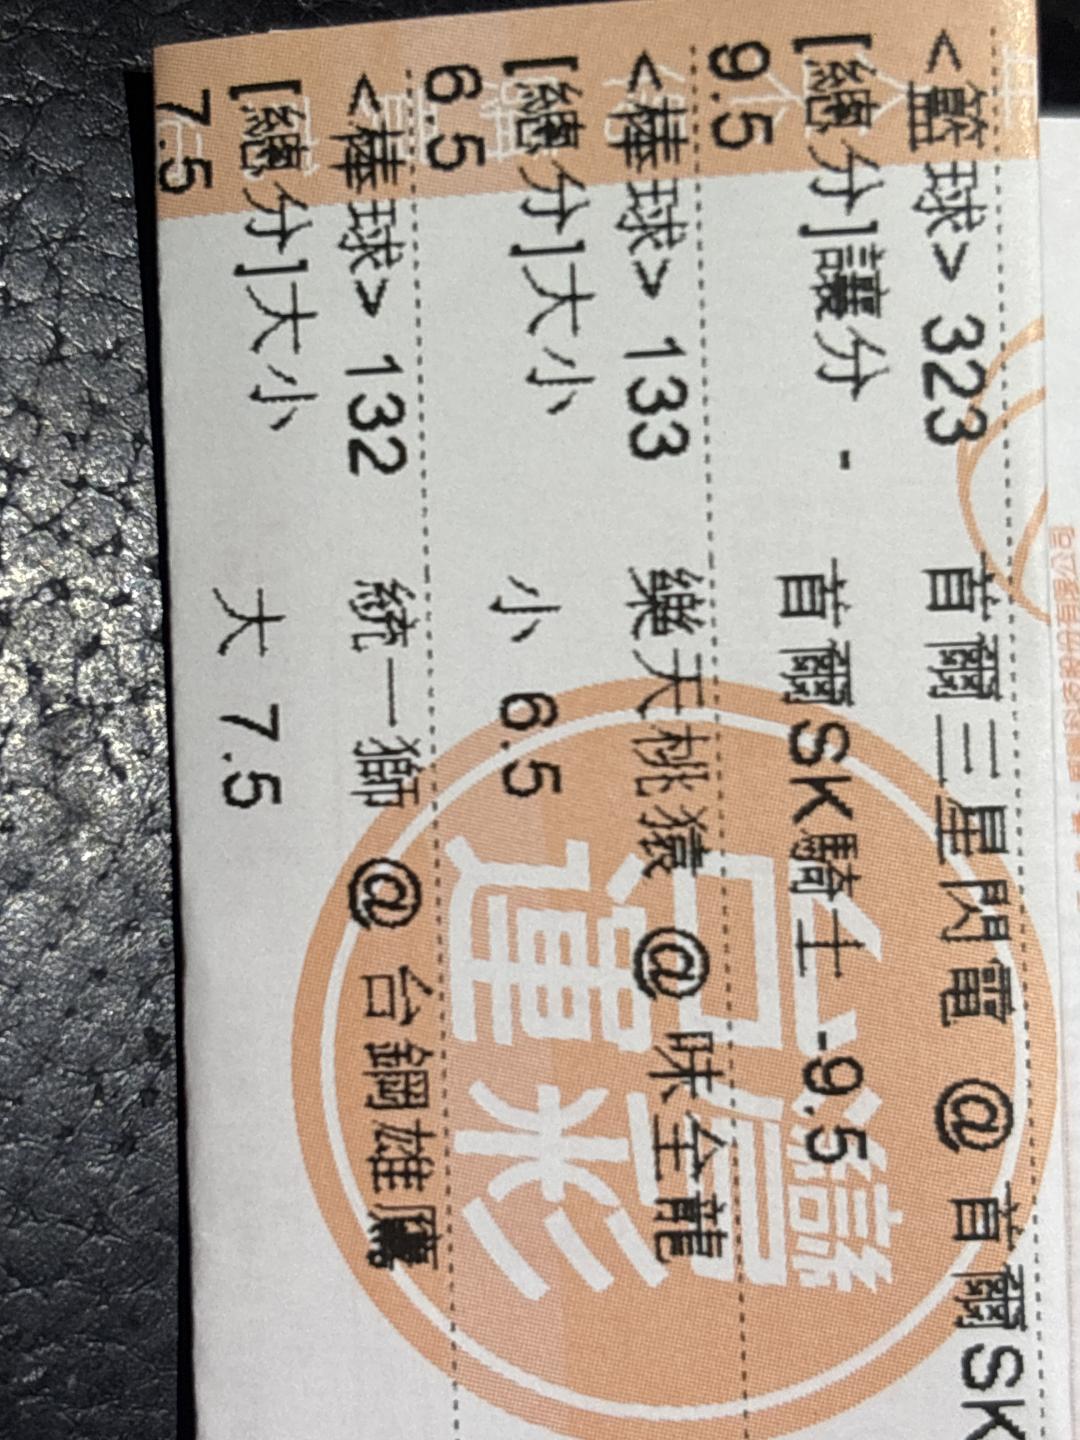 <籃球> 323 首爾三星閃電 @ 首爾SK
[總分]讓分 - 首爾SK騎士 -9.5
9.5
<棒球> 133 樂天桃猿 @ 味全龍
[總分]大小 小 6.5
6.5
<棒球> 132 統一獅 @ 台鋼雄鷹
[總分]大小 大 7.5
7.5
台灣
運彩